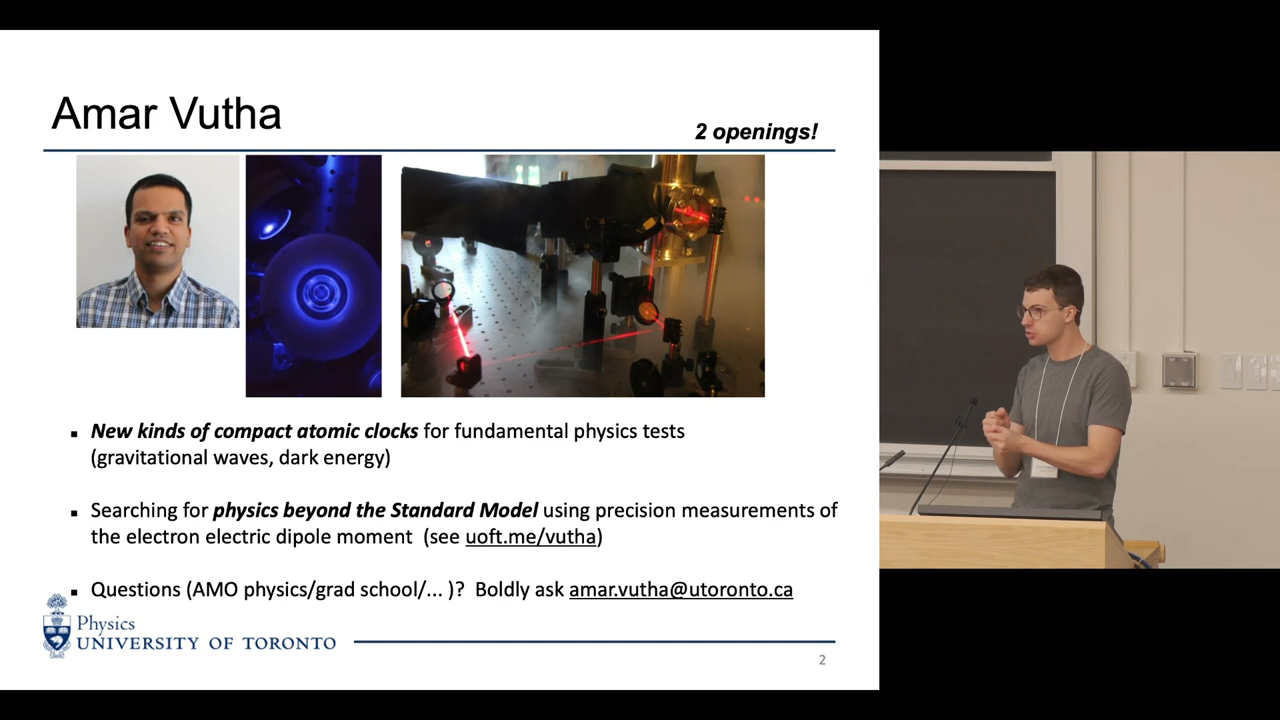 Amar Vutha
2 openings!
▪ New kinds of compact atomic clocks for fundamental physics tests
(gravitational waves, dark energy)
▪ Searching for physics beyond the Standard Model using precision measurements of
the electron electric dipole moment (see uoft.me/vutha)
▪ Questions (AMO physics/grad school/... )? Boldly ask amar.vutha@utoronto.ca
Physics
UNIVERSITY OF TORONTO
2